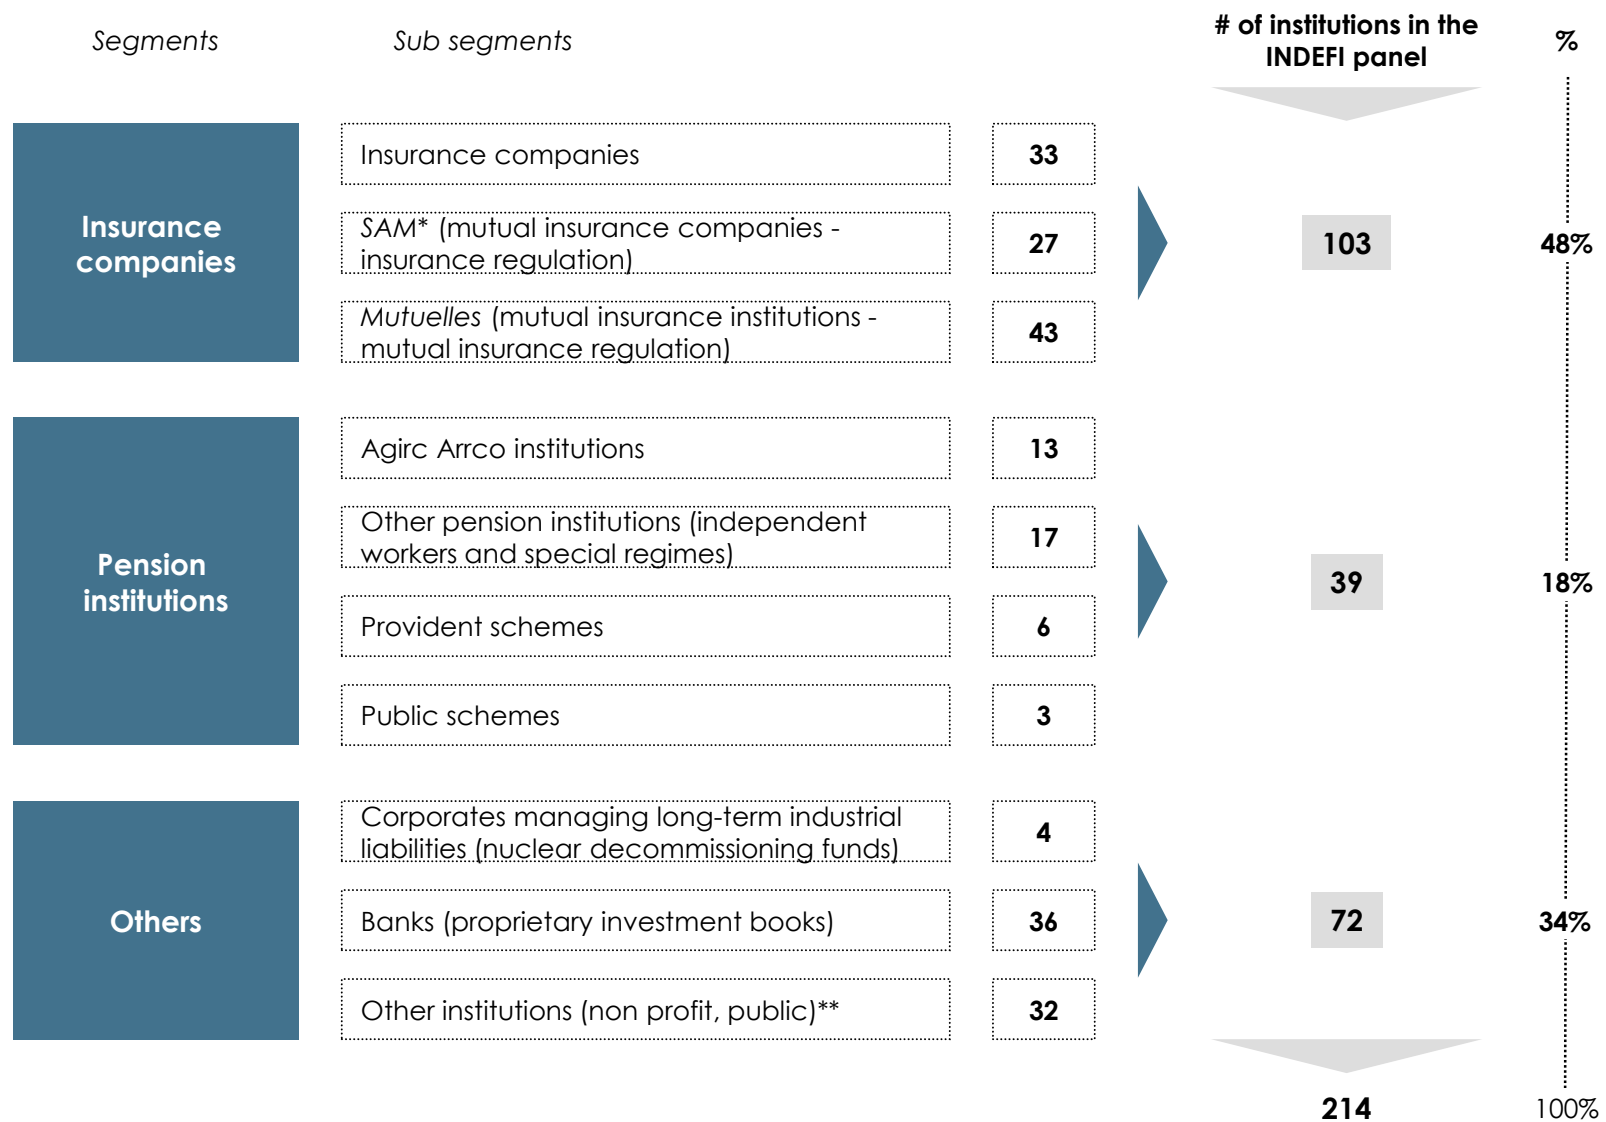 Segments
Sub segments
# of institutions in the
INDEFI panel
%
Insurance
companies
Insurance companies
33
SAM* (mutual insurance companies -
insurance regulation)
27
Mutuelles (mutual insurance institutions -
mutual insurance regulation)
43
103
48%
Pension
institutions
Agirc Arrco institutions
13
Other pension institutions (independent
workers and special regimes)
17
Provident schemes
6
Public schemes
3
39
18%
Others
Corporates managing long-term industrial
liabilities (nuclear decommissioning funds)
4
Banks (proprietary investment books)
36
Other institutions (non profit, public)**
32
72
34%
214
100%